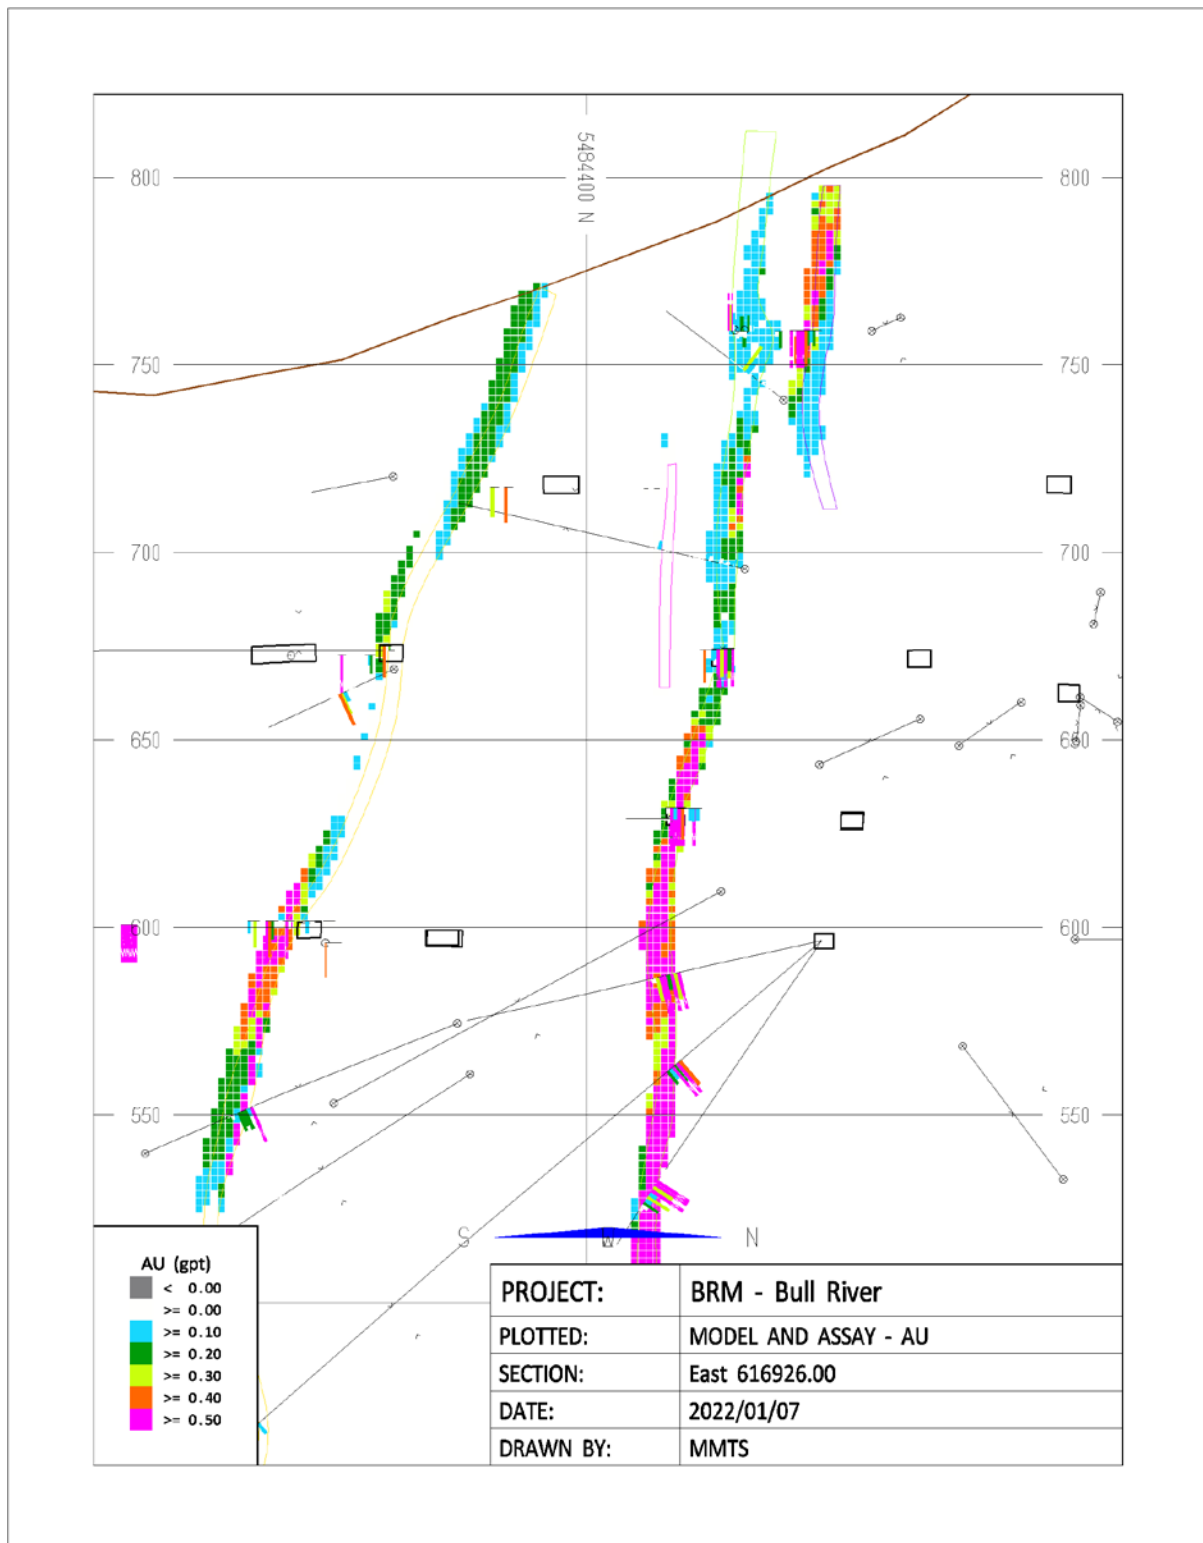 5484400 N
800 800
750 750
700 700
650 650
600 600
550 550
S W N
AU (gpt)
< 0.00
>= 0.00
>= 0.10
>= 0.20
>= 0.30
>= 0.40
>= 0.50
PROJECT: BRM - Bull River
PLOTTED: MODEL AND ASSAY - AU
SECTION: East 616926.00
DATE: 2022/01/07
DRAWN BY: MMTS